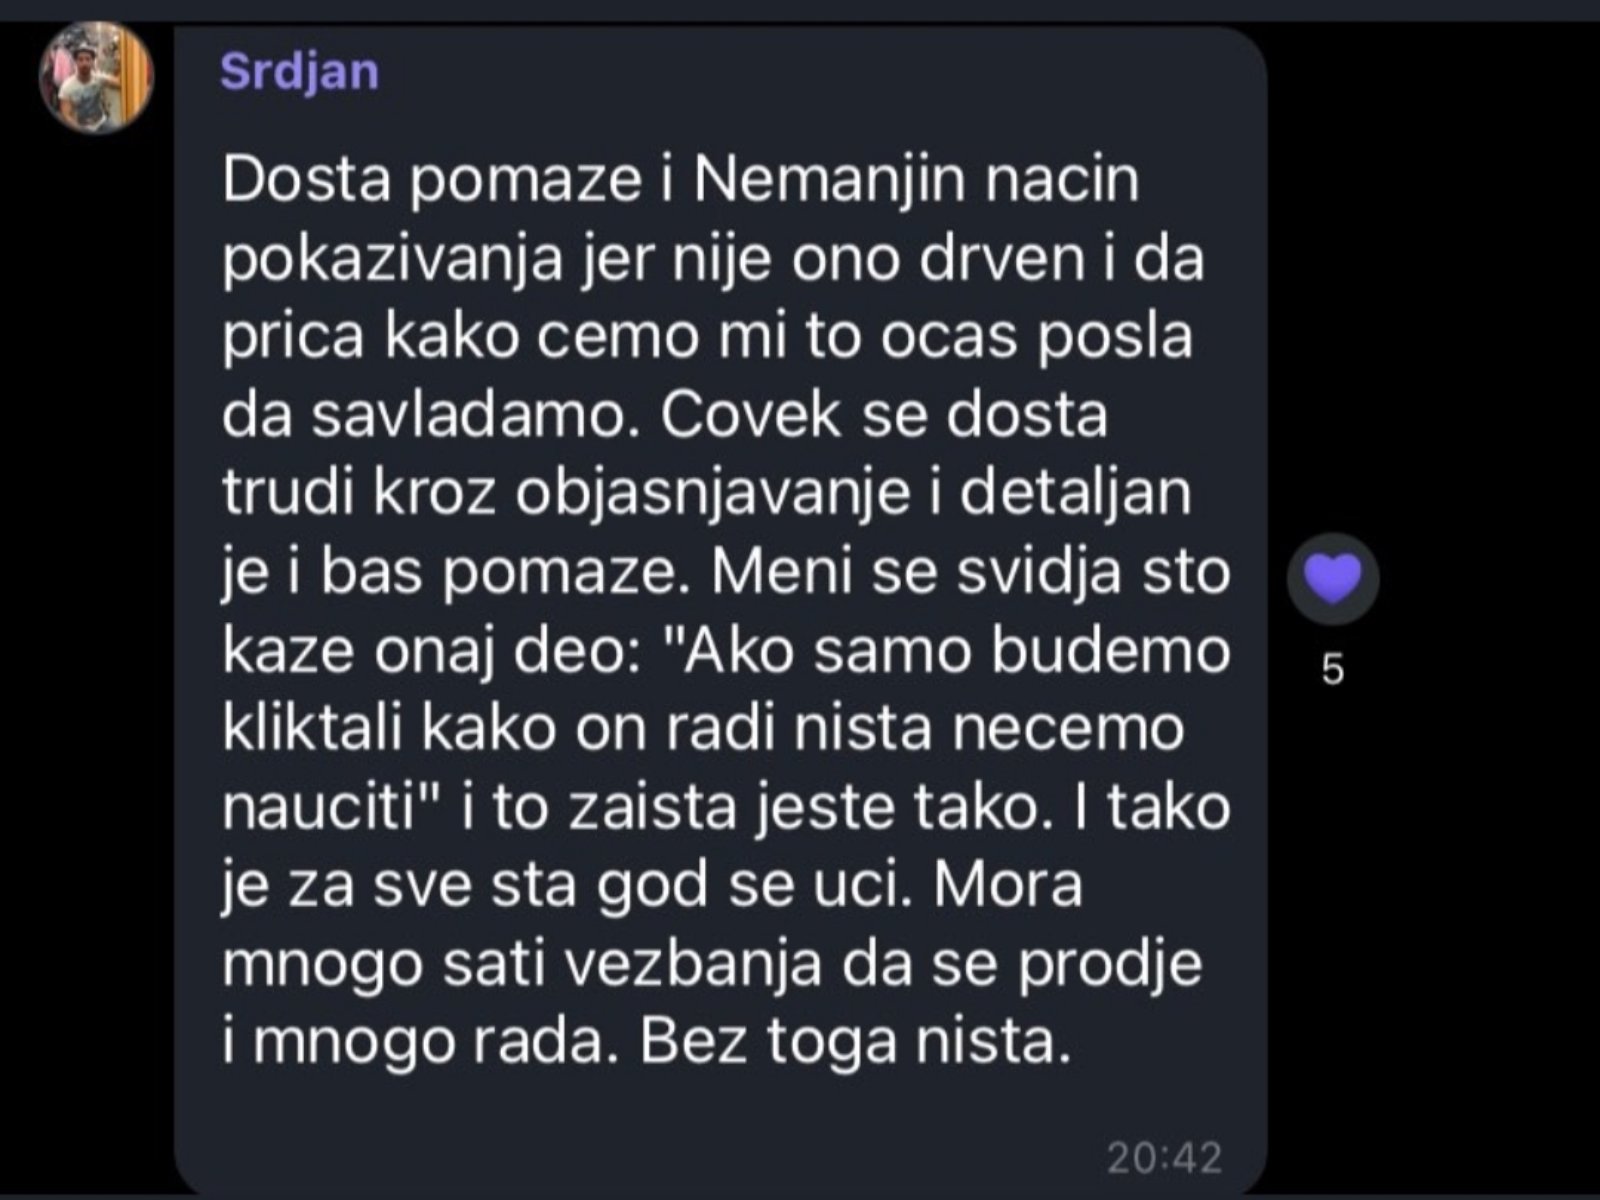 Srdjan
Dosta pomaze i Nemanjin nacin
pokazivanja jer nije ono drven i da
prica kako cemo mi to ocas posla
da savladamo. Covek se dosta
trudi kroz objasnjavanje i detaljan
je i bas pomaze. Meni se svidja sto
kaze onaj deo: "Ako samo budemo
kliktali kako on radi nista necemo
nauciti" i to zaista jeste tako. I tako
je za sve sta god se uci. Mora
mnogo sati vezbanja da se prodje
i mnogo rada. Bez toga nista.
5
20:42